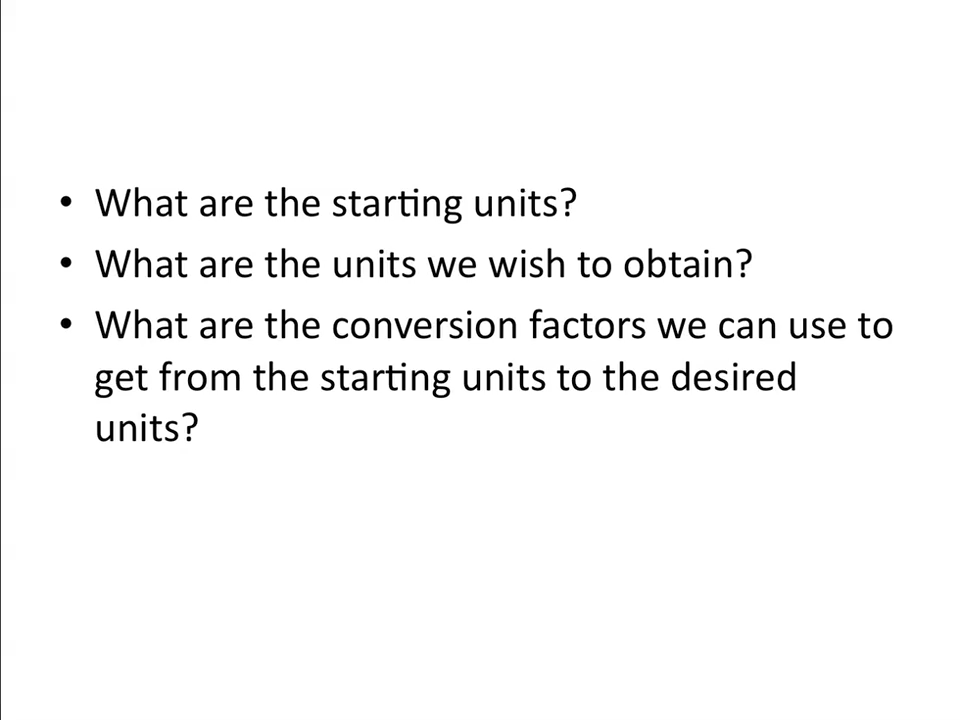 • What are the starting units?
• What are the units we wish to obtain?
• What are the conversion factors we can use to
get from the starting units to the desired
units?